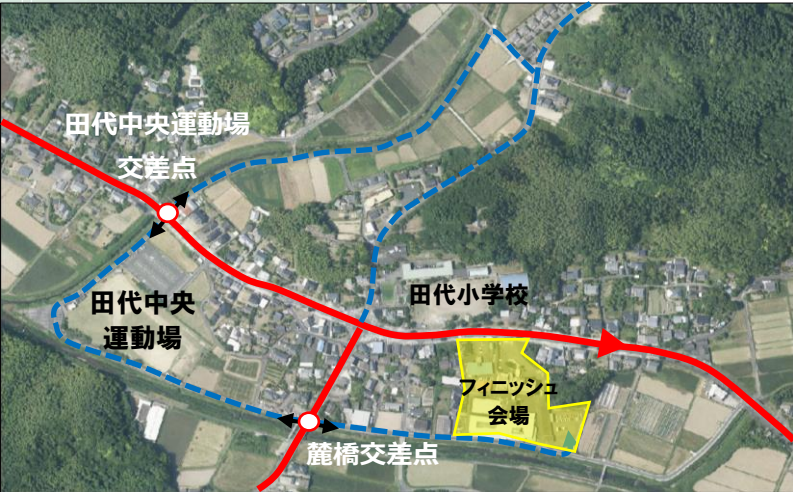 田代中央運動場
交差点
田代中央
運動場
田代小学校
フィニッシュ
会場
麓橋交差点